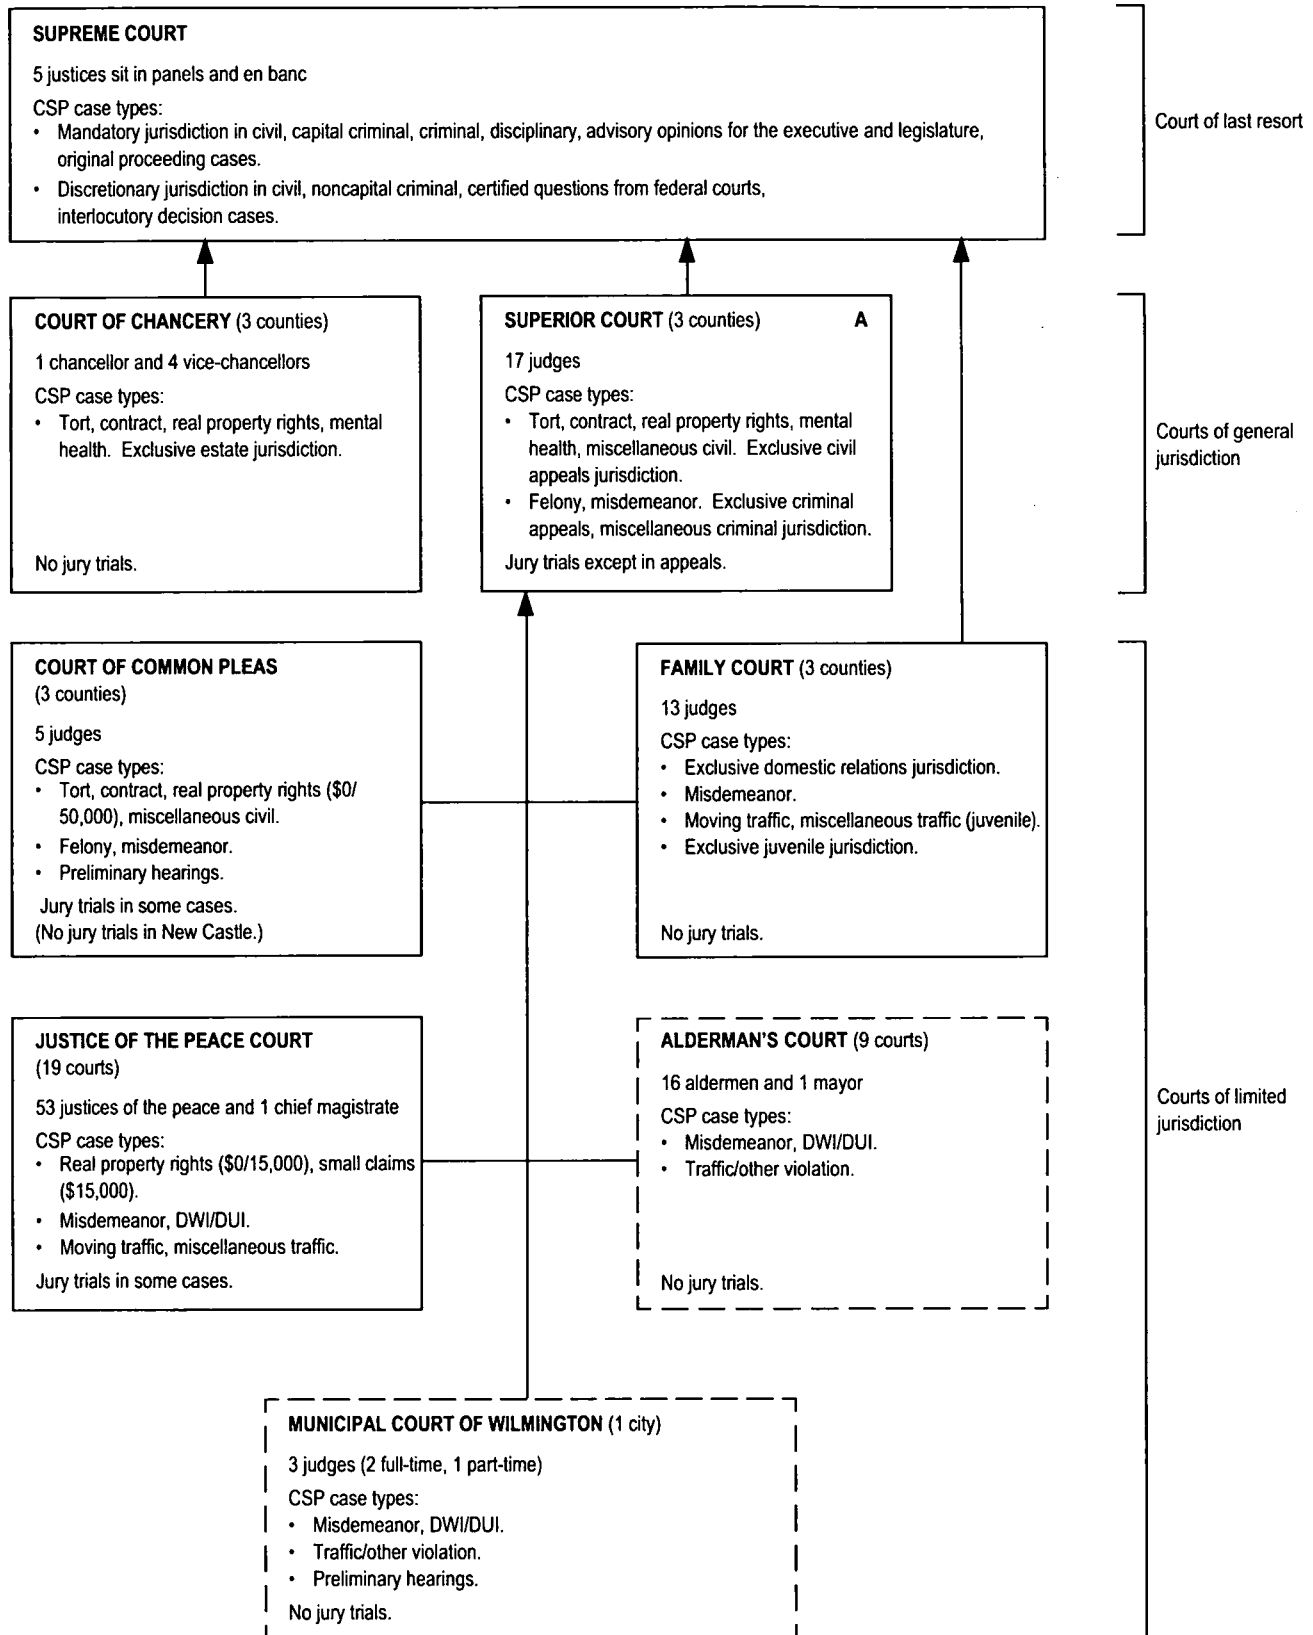 SUPREME COURT
5 justices sit in panels and en banc
CSP case types:
• Mandatory jurisdiction in civil, capital criminal, criminal, disciplinary, advisory opinions for the executive and legislature,
original proceeding cases.
• Discretionary jurisdiction in civil, noncapital criminal, certified questions from federal courts,
interlocutory decision cases.
Court of last resort
COURT OF CHANCERY (3 counties)
1 chancellor and 4 vice-chancellors
CSP case types:
• Tort, contract, real property rights, mental
health. Exclusive estate jurisdiction.
No jury trials.
SUPERIOR COURT (3 counties) A
17 judges
CSP case types:
• Tort, contract, real property rights, mental
health, miscellaneous civil. Exclusive civil
appeals jurisdiction.
• Felony, misdemeanor. Exclusive criminal
appeals, miscellaneous criminal jurisdiction.
Jury trials except in appeals.
Courts of general
jurisdiction
COURT OF COMMON PLEAS
(3 counties)
5 judges
CSP case types:
• Tort, contract, real property rights ($0/
50,000), miscellaneous civil.
• Felony, misdemeanor.
• Preliminary hearings.
Jury trials in some cases.
(No jury trials in New Castle.)
FAMILY COURT (3 counties)
13 judges
CSP case types:
• Exclusive domestic relations jurisdiction.
• Misdemeanor.
• Moving traffic, miscellaneous traffic (juvenile).
• Exclusive juvenile jurisdiction.
No jury trials.
JUSTICE OF THE PEACE COURT
(19 courts)
53 justices of the peace and 1 chief magistrate
CSP case types:
• Real property rights ($0/15,000), small claims
($15,000).
• Misdemeanor, DWI/DUI.
• Moving traffic, miscellaneous traffic.
Jury trials in some cases.
ALDERMAN'S COURT (9 courts)
16 aldermen and 1 mayor
CSP case types:
• Misdemeanor, DWI/DUI.
• Traffic/other violation.
No jury trials.
Courts of limited
jurisdiction
MUNICIPAL COURT OF WILMINGTON (1 city)
3 judges (2 full-time, 1 part-time)
CSP case types:
• Misdemeanor, DWI/DUI.
• Traffic/other violation.
• Preliminary hearings.
No jury trials.